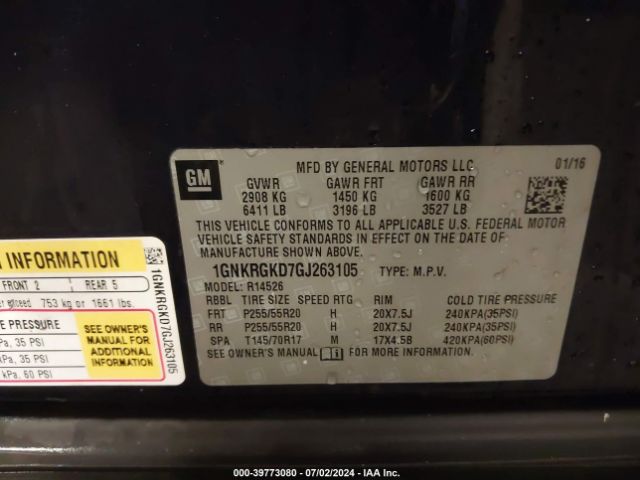 GM
MFD BY GENERAL MOTORS LLC
01/16
GVWR GAWR FRT GAWR RR
2908 KG 1450 KG 1600 KG
6411 LB 3196 LB 3527 LB
THIS VEHICLE CONFORMS TO ALL APPLICABLE U.S. FEDERAL MOTOR
VEHICLE SAFETY STANDARDS IN EFFECT ON THE DATE OF
MANUFACTURE SHOWN ABOVE.
1GNKRGKD7GJ263105 TYPE: M.P.V.
MODEL: R14526
RBBL TIRE SIZE SPEED RTG RIM COLD TIRE PRESSURE
FRT P255/55R20 H 20X7.5J 240KPA(35PSI)
RR P255/55R20 H 20X7.5J 240KPA(35PSI)
SPA T145/70R17 M 17X4.5B 420KPA(60PSI)
SEE OWNER'S MANUAL FOR MORE INFORMATION.
INFORMATION
FRONT 2 REAR 5
exceed 753 kg or 1661 lbs.
E PRESSURE
Pa, 35 PSI
Pa, 35 PSI
kPa, 60 PSI
SEE OWNER'S
MANUAL FOR
ADDITIONAL
INFORMATION
1GNKRGKD7GJ263105
000-39773080 - 07/02/2024 - IAA Inc.